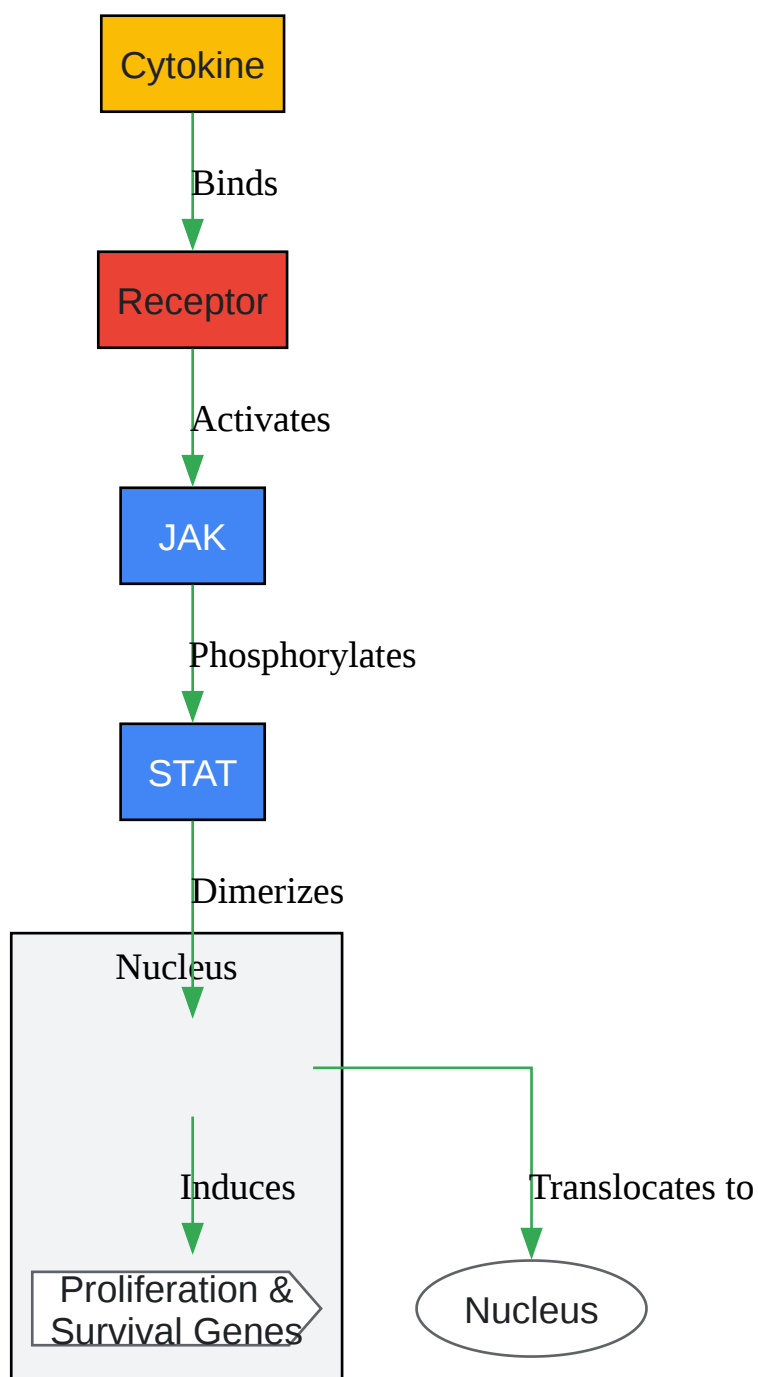 Cytokine
Binds
Receptor
Activates
JAK
Phosphorylates
STAT
Dimerizes
Nucleus
Induces
Translocates to
Proliferation &
Survival Genes
Nucleus